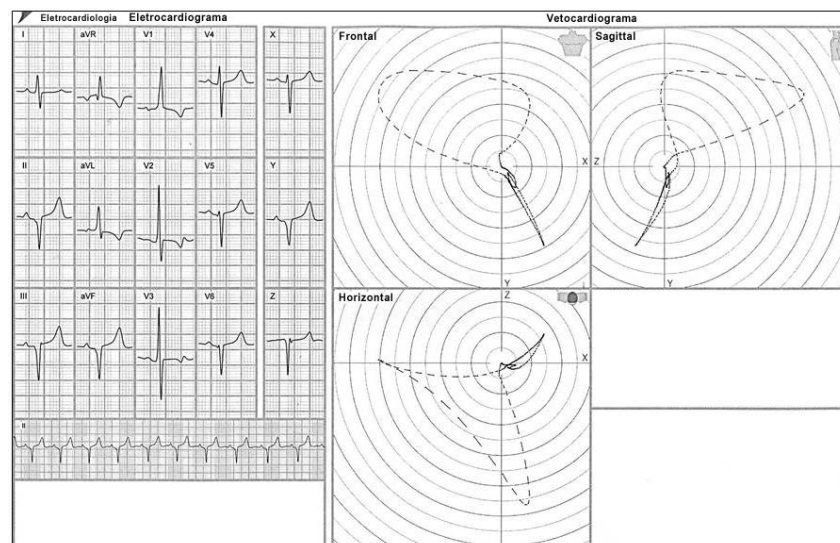 Eletrocardiologia Eletrocardiograma
Vetocardiograma
I aVR V1 V4 X
II aVL V2 V5 Y
III aVF V3 V6 Z
II
Frontal
X
Y
Sagittal
Z
Y
Horizontal
Z
X